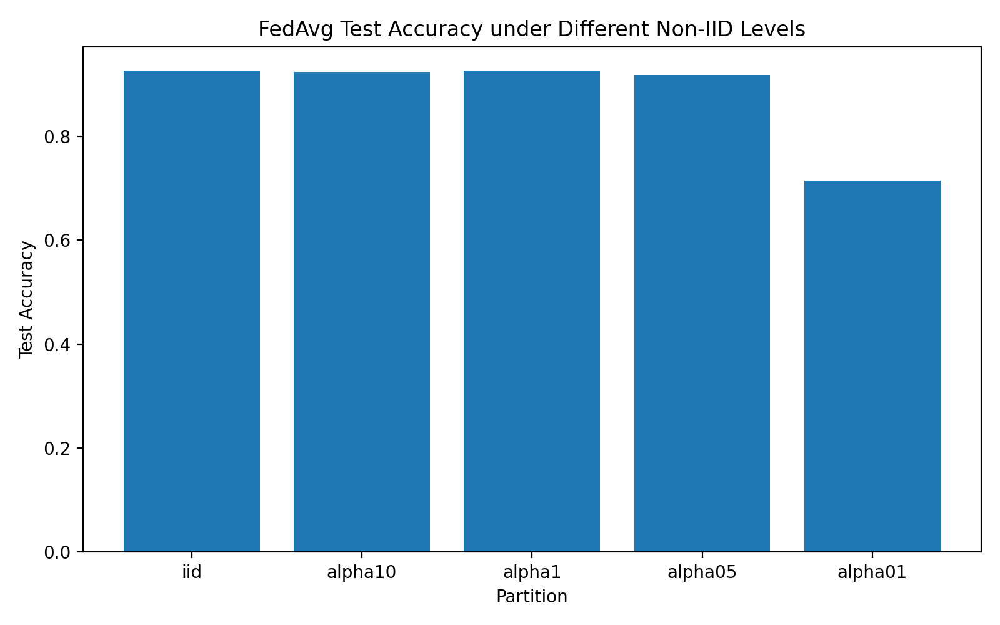 FedAvg Test Accuracy under Different Non-IID Levels
Test Accuracy
0.8
0.6
0.4
0.2
0.0
iid alpha10 alpha1 alpha05 alpha01
Partition